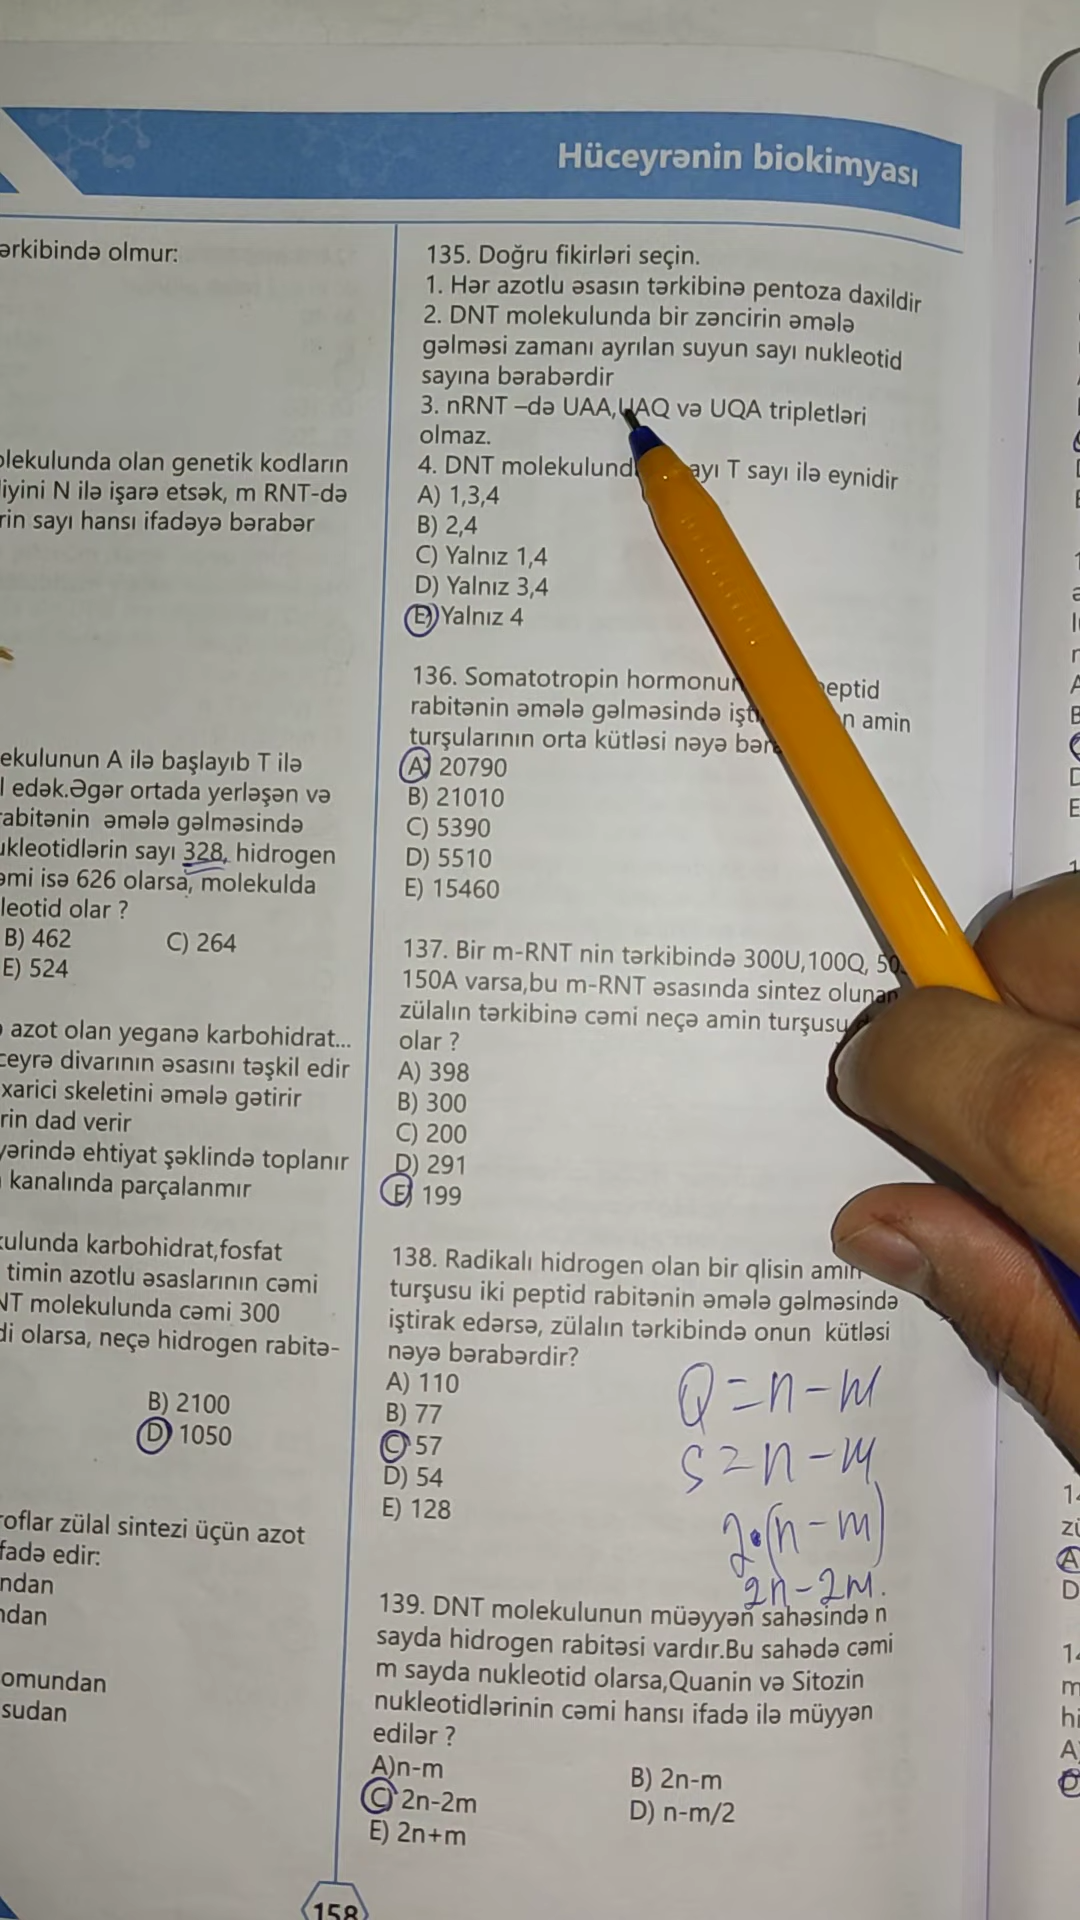 Hüceyrənin biokimyası
ərkibində olmur:
olekulunda olan genetik kodların
liyini N ilə işarə etsək, m RNT-də
rin sayı hansı ifadəyə bərabər
ekulunun A ilə başlayıb T ilə
l edək.Əgər ortada yerləşən və
rabitənin əmələ gəlməsində
ukleotidlərin sayı 328, hidrogen
əmi isə 626 olarsa, molekulda
leotid olar ?
B) 462 C) 264
E) 524
azot olan yeganə karbohidrat...
ceyrə divarının əsasını təşkil edir
xarici skeletini əmələ gətirir
rin dad verir
yərində ehtiyat şəklində toplanır
kanalında parçalanmır
kulunda karbohidrat,fosfat
timin azotlu əsaslarının cəmi
NT molekulunda cəmi 300
di olarsa, neçə hidrogen rabitə-
B) 2100
D) 1050
roflar zülal sintezi üçün azot
fadə edir:
ndan
ndan
omundan
sudan
135. Doğru fikirləri seçin.
1. Hər azotlu əsasın tərkibinə pentoza daxildir
2. DNT molekulunda bir zəncirin əmələ
gəlməsi zamanı ayrılan suyun sayı nukleotid
sayına bərabərdir
3. nRNT –də UAA,UAQ və UQA tripletləri
olmaz.
4. DNT molekulund ayı T sayı ilə eynidir
A) 1,3,4
B) 2,4
C) Yalnız 1,4
D) Yalnız 3,4
E) Yalnız 4
136. Somatotropin hormonun peptid
rabitənin əmələ gəlməsində işt n amin
turşularının orta kütləsi nəyə bər
A) 20790
B) 21010
C) 5390
D) 5510
E) 15460
137. Bir m-RNT nin tərkibində 300U,100Q, 50
150A varsa,bu m-RNT əsasında sintez olunan
zülalın tərkibinə cəmi neçə amin turşusu
olar ?
A) 398
B) 300
C) 200
D) 291
E) 199
138. Radikalı hidrogen olan bir qlisin amin
turşusu iki peptid rabitənin əmələ gəlməsində
iştirak edərsə, zülalın tərkibində onun kütləsi
nəyə bərabərdir?
A) 110
B) 77
C) 57
D) 54
E) 128
Q = n - m
S = n - m
2·(n - m)
2n - 2m.
139. DNT molekulunun müəyyən sahəsində n
sayda hidrogen rabitəsi vardır.Bu sahədə cəmi
m sayda nukleotid olarsa,Quanin və Sitozin
nukleotidlərinin cəmi hansı ifadə ilə müyyən
edilər ?
A)n-m B) 2n-m
C) 2n-2m D) n-m/2
E) 2n+m
158